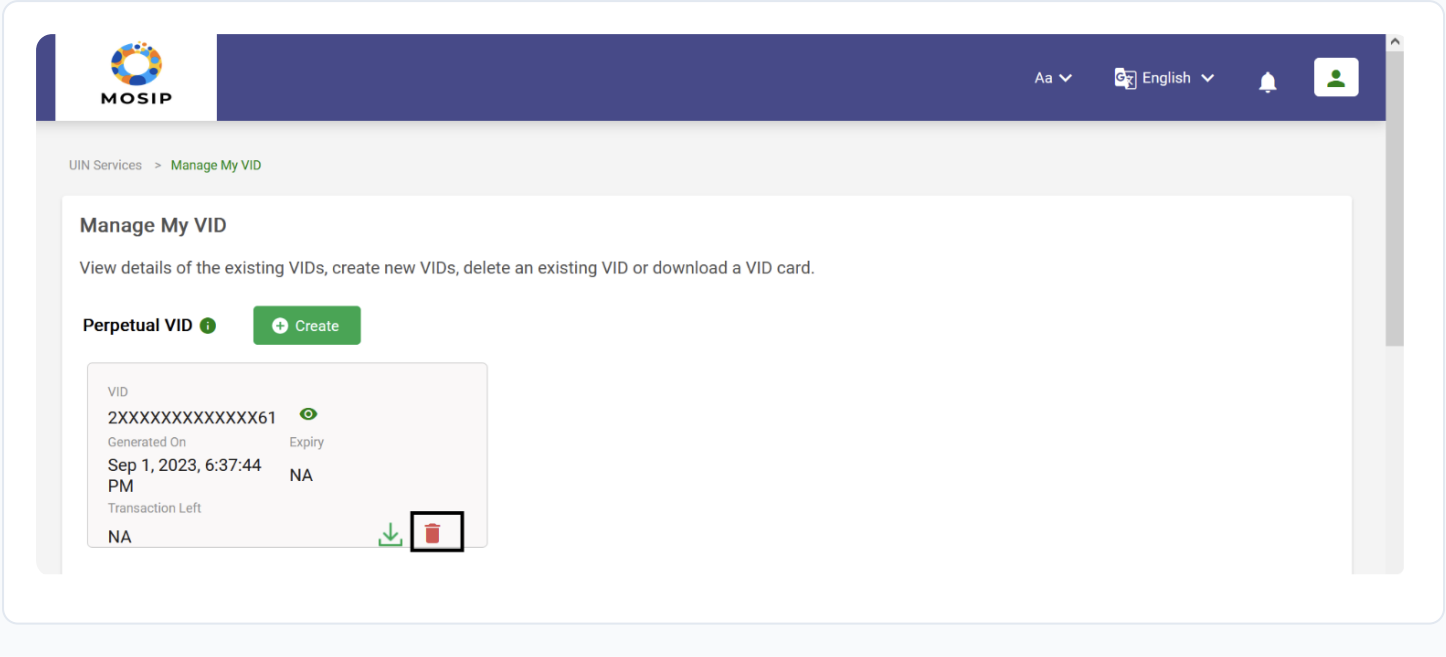 MOSIP
Aa
English
UIN Services > Manage My VID
Manage My VID
View details of the existing VIDs, create new VIDs, delete an existing VID or download a VID card.
Perpetual VID
Create
VID
2XXXXXXXXXXXXX61
Generated On
Expiry
Sep 1, 2023, 6:37:44
PM
NA
Transaction Left
NA